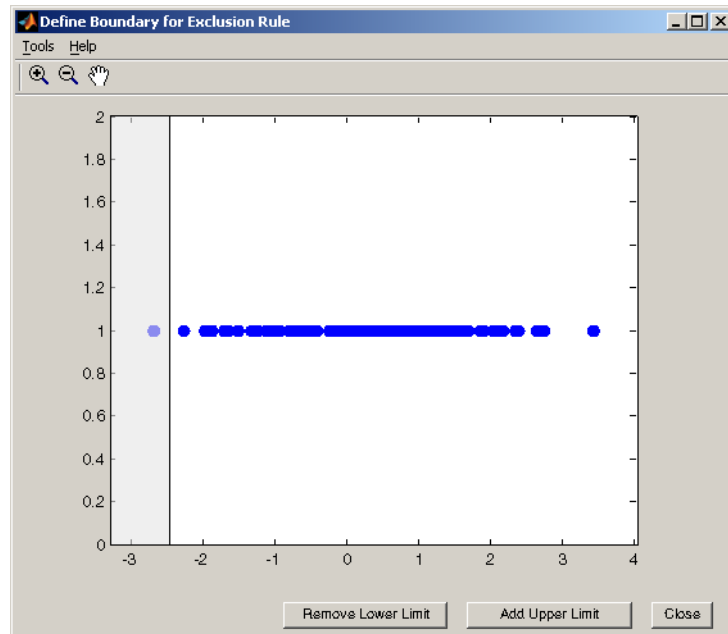 Define Boundary for Exclusion Rule
Tools Help
2
1.8
1.6
1.4
1.2
1
0.8
0.6
0.4
0.2
0
-3 -2 -1 0 1 2 3 4
Remove Lower Limit Add Upper Limit Close